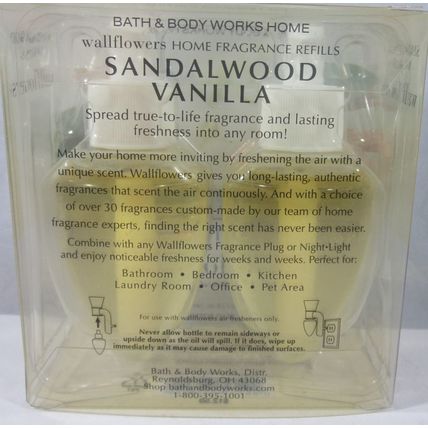 BATH & BODY WORKS HOME
wallflowers HOME FRAGRANCE REFILLS
SANDALWOOD
VANILLA
Spread true-to-life fragrance and lasting
freshness into any room!
Make your home more inviting by freshening the air with a
unique scent. Wallflowers gives you long-lasting, authentic
fragrances that scent the air continuously. And with a choice
of over 30 fragrances custom-made by our team of home
fragrance experts, finding the right scent has never been easier.
Combine with any Wallflowers Fragrance Plug or Night•Light
and enjoy noticeable freshness for weeks and weeks. Perfect for:
Bathroom • Bedroom • Kitchen
Laundry Room • Office • Pet Area
For use with wallflowers air fresheners only.
Never allow bottle to remain sideways or
upside down as the oil will spill. If it does, wipe up
immediately as it may cause damage to finished surfaces.
Bath & Body Works, Distr.
Reynoldsburg, OH 43068
Shop bathandbodyworks.com
1-800-395-1001